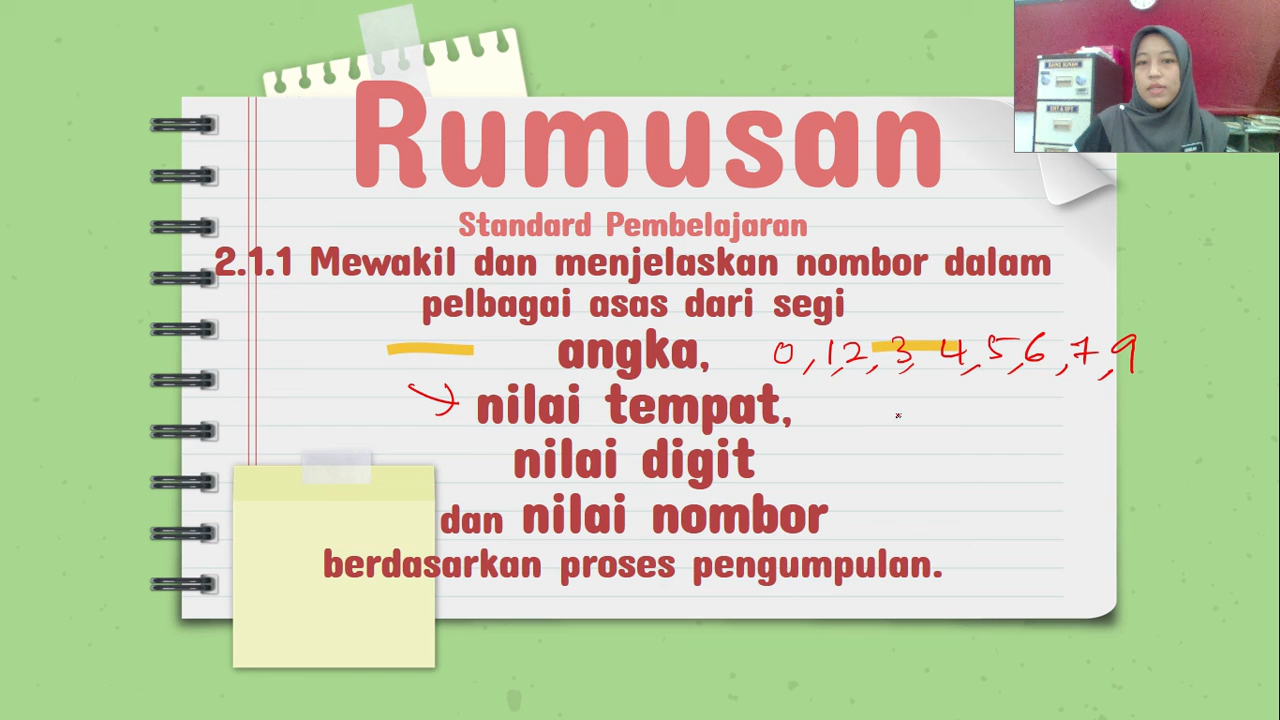 Rumusan
Standard Pembelajaran
2.1.1 Mewakil dan menjelaskan nombor dalam
pelbagai asas dari segi
angka, 0, 1, 2, 3, 4, 5, 6, 7, 9
nilai tempat,
nilai digit
dan nilai nombor
berdasarkan proses pengumpulan.